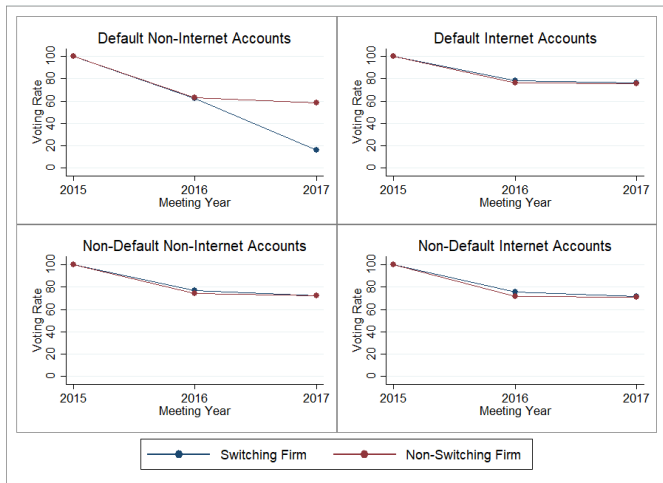 Default Non-Internet Accounts
Voting Rate
100
80
60
40
20
0
2015 2016 2017
Meeting Year
Default Internet Accounts
Voting Rate
100
80
60
40
20
0
2015 2016 2017
Meeting Year
Non-Default Non-Internet Accounts
Voting Rate
100
80
60
40
20
0
2015 2016 2017
Meeting Year
Non-Default Internet Accounts
Voting Rate
100
80
60
40
20
0
2015 2016 2017
Meeting Year
Switching Firm Non-Switching Firm